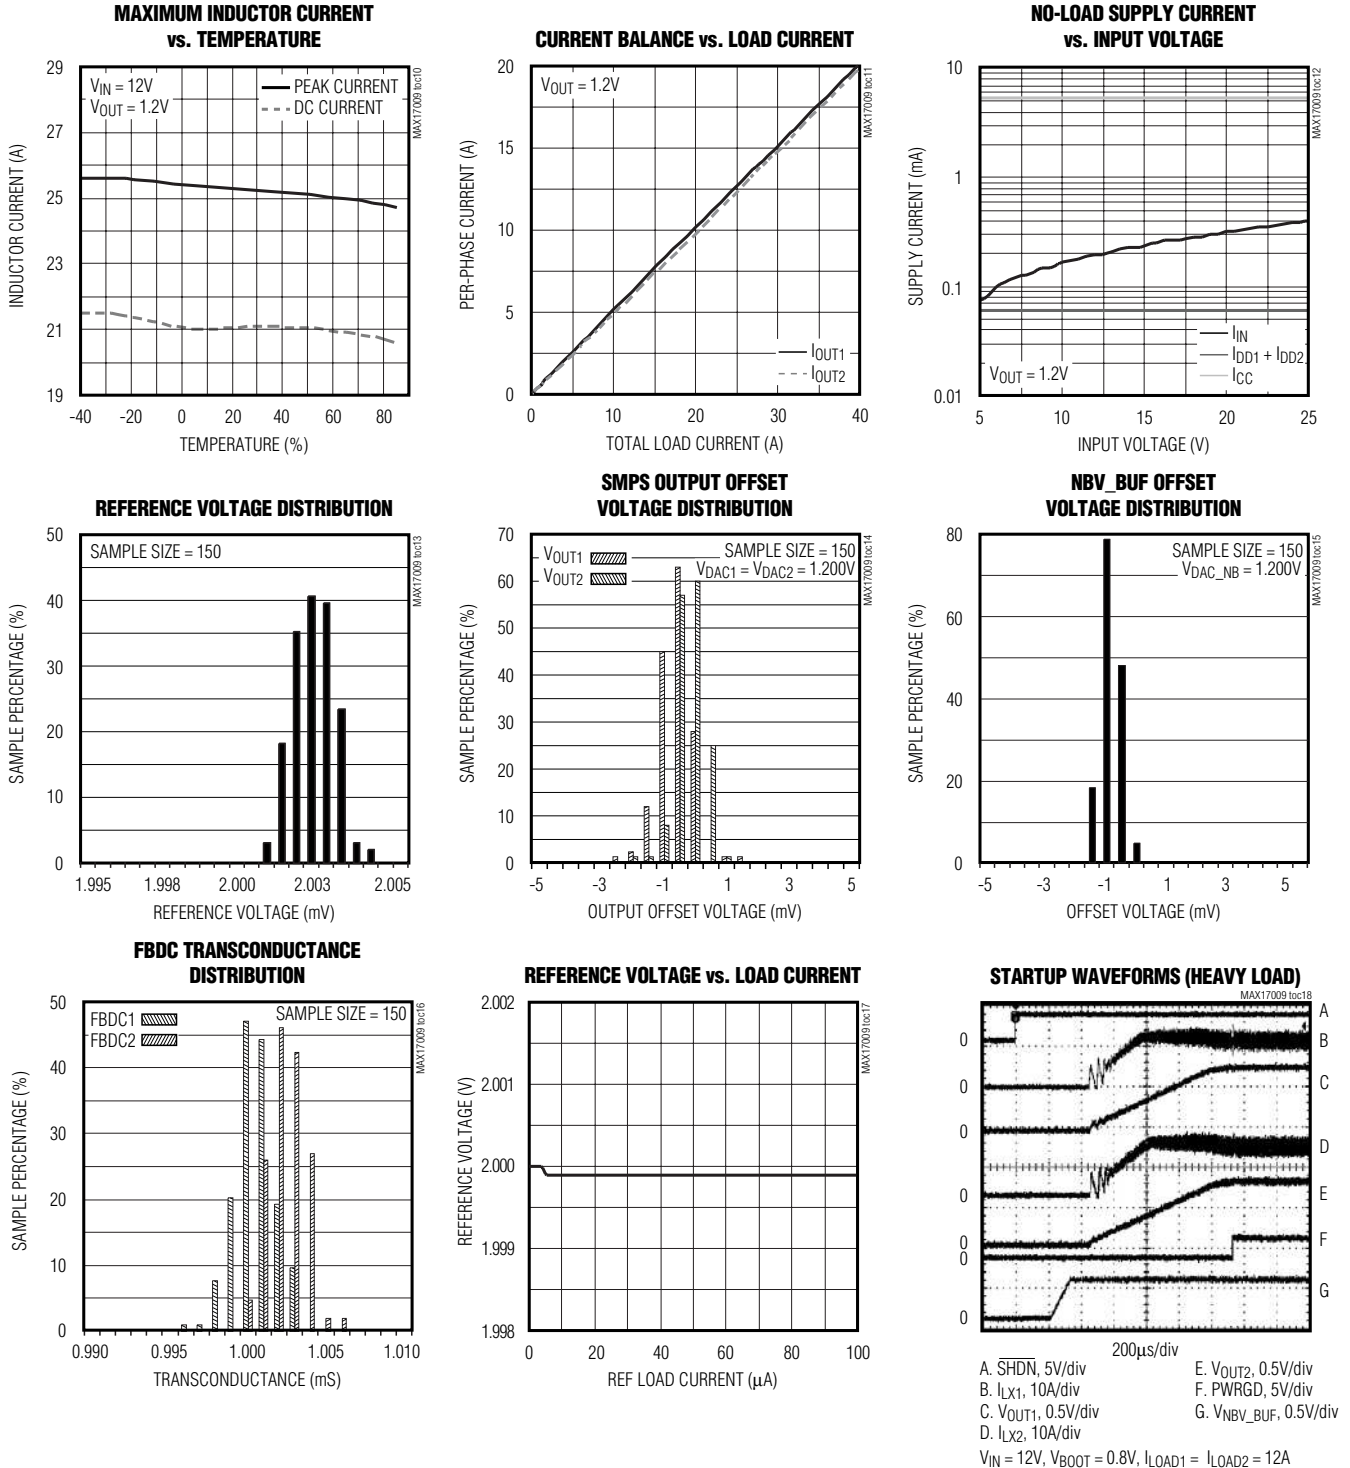 MAXIMUM INDUCTOR CURRENT
vs. TEMPERATURE
MAX17009 toc10
VIN = 12V
VOUT = 1.2V
PEAK CURRENT
DC CURRENT
INDUCTOR CURRENT (A)
29
27
25
23
21
19
-40 -20 0 20 40 60 80
TEMPERATURE (%)
CURRENT BALANCE vs. LOAD CURRENT
MAX17009 toc11
VOUT = 1.2V
PER-PHASE CURRENT (A)
20
15
10
5
0
IOUT1
IOUT2
0 10 20 30 40
TOTAL LOAD CURRENT (A)
NO-LOAD SUPPLY CURRENT
vs. INPUT VOLTAGE
MAX17009 toc12
SUPPLY CURRENT (mA)
10
1
0.1
0.01
IIN
IDD1 + IDD2
ICC
VOUT = 1.2V
5 10 15 20 25
INPUT VOLTAGE (V)
REFERENCE VOLTAGE DISTRIBUTION
MAX17009 toc13
SAMPLE SIZE = 150
SAMPLE PERCENTAGE (%)
50
40
30
20
10
0
1.995 1.998 2.000 2.003 2.005
REFERENCE VOLTAGE (mV)
SMPS OUTPUT OFFSET
VOLTAGE DISTRIBUTION
MAX17009 toc14
VOUT1
VOUT2
SAMPLE SIZE = 150
VDAC1 = VDAC2 = 1.200V
SAMPLE PERCENTAGE (%)
70
60
50
40
30
20
10
0
-5 -3 -1 1 3 5
OUTPUT OFFSET VOLTAGE (mV)
NBV_BUF OFFSET
VOLTAGE DISTRIBUTION
MAX17009 toc15
SAMPLE SIZE = 150
VDAC_NB = 1.200V
SAMPLE PERCENTAGE (%)
80
60
40
20
0
-5 -3 -1 1 3 5
OFFSET VOLTAGE (mV)
FBDC TRANSCONDUCTANCE
DISTRIBUTION
MAX17009 toc16
FBDC1
FBDC2
SAMPLE SIZE = 150
SAMPLE PERCENTAGE (%)
50
40
30
20
10
0
0.990 0.995 1.000 1.005 1.010
TRANSCONDUCTANCE (mS)
REFERENCE VOLTAGE vs. LOAD CURRENT
MAX17009 toc17
REFERENCE VOLTAGE (V)
2.002
2.001
2.000
1.999
1.998
0 20 40 60 80 100
REF LOAD CURRENT (µA)
STARTUP WAVEFORMS (HEAVY LOAD)
MAX17009 toc18
A
0 B
0 C
0 D
0 E
0 F
0
0 G
200µs/div
A. SHDN, 5V/div
B. ILX1, 10A/div
C. VOUT1, 0.5V/div
D. ILX2, 10A/div
E. VOUT2, 0.5V/div
F. PWRGD, 5V/div
G. VNBV_BUF, 0.5V/div
VIN = 12V, VBOOT = 0.8V, ILOAD1 = ILOAD2 = 12A